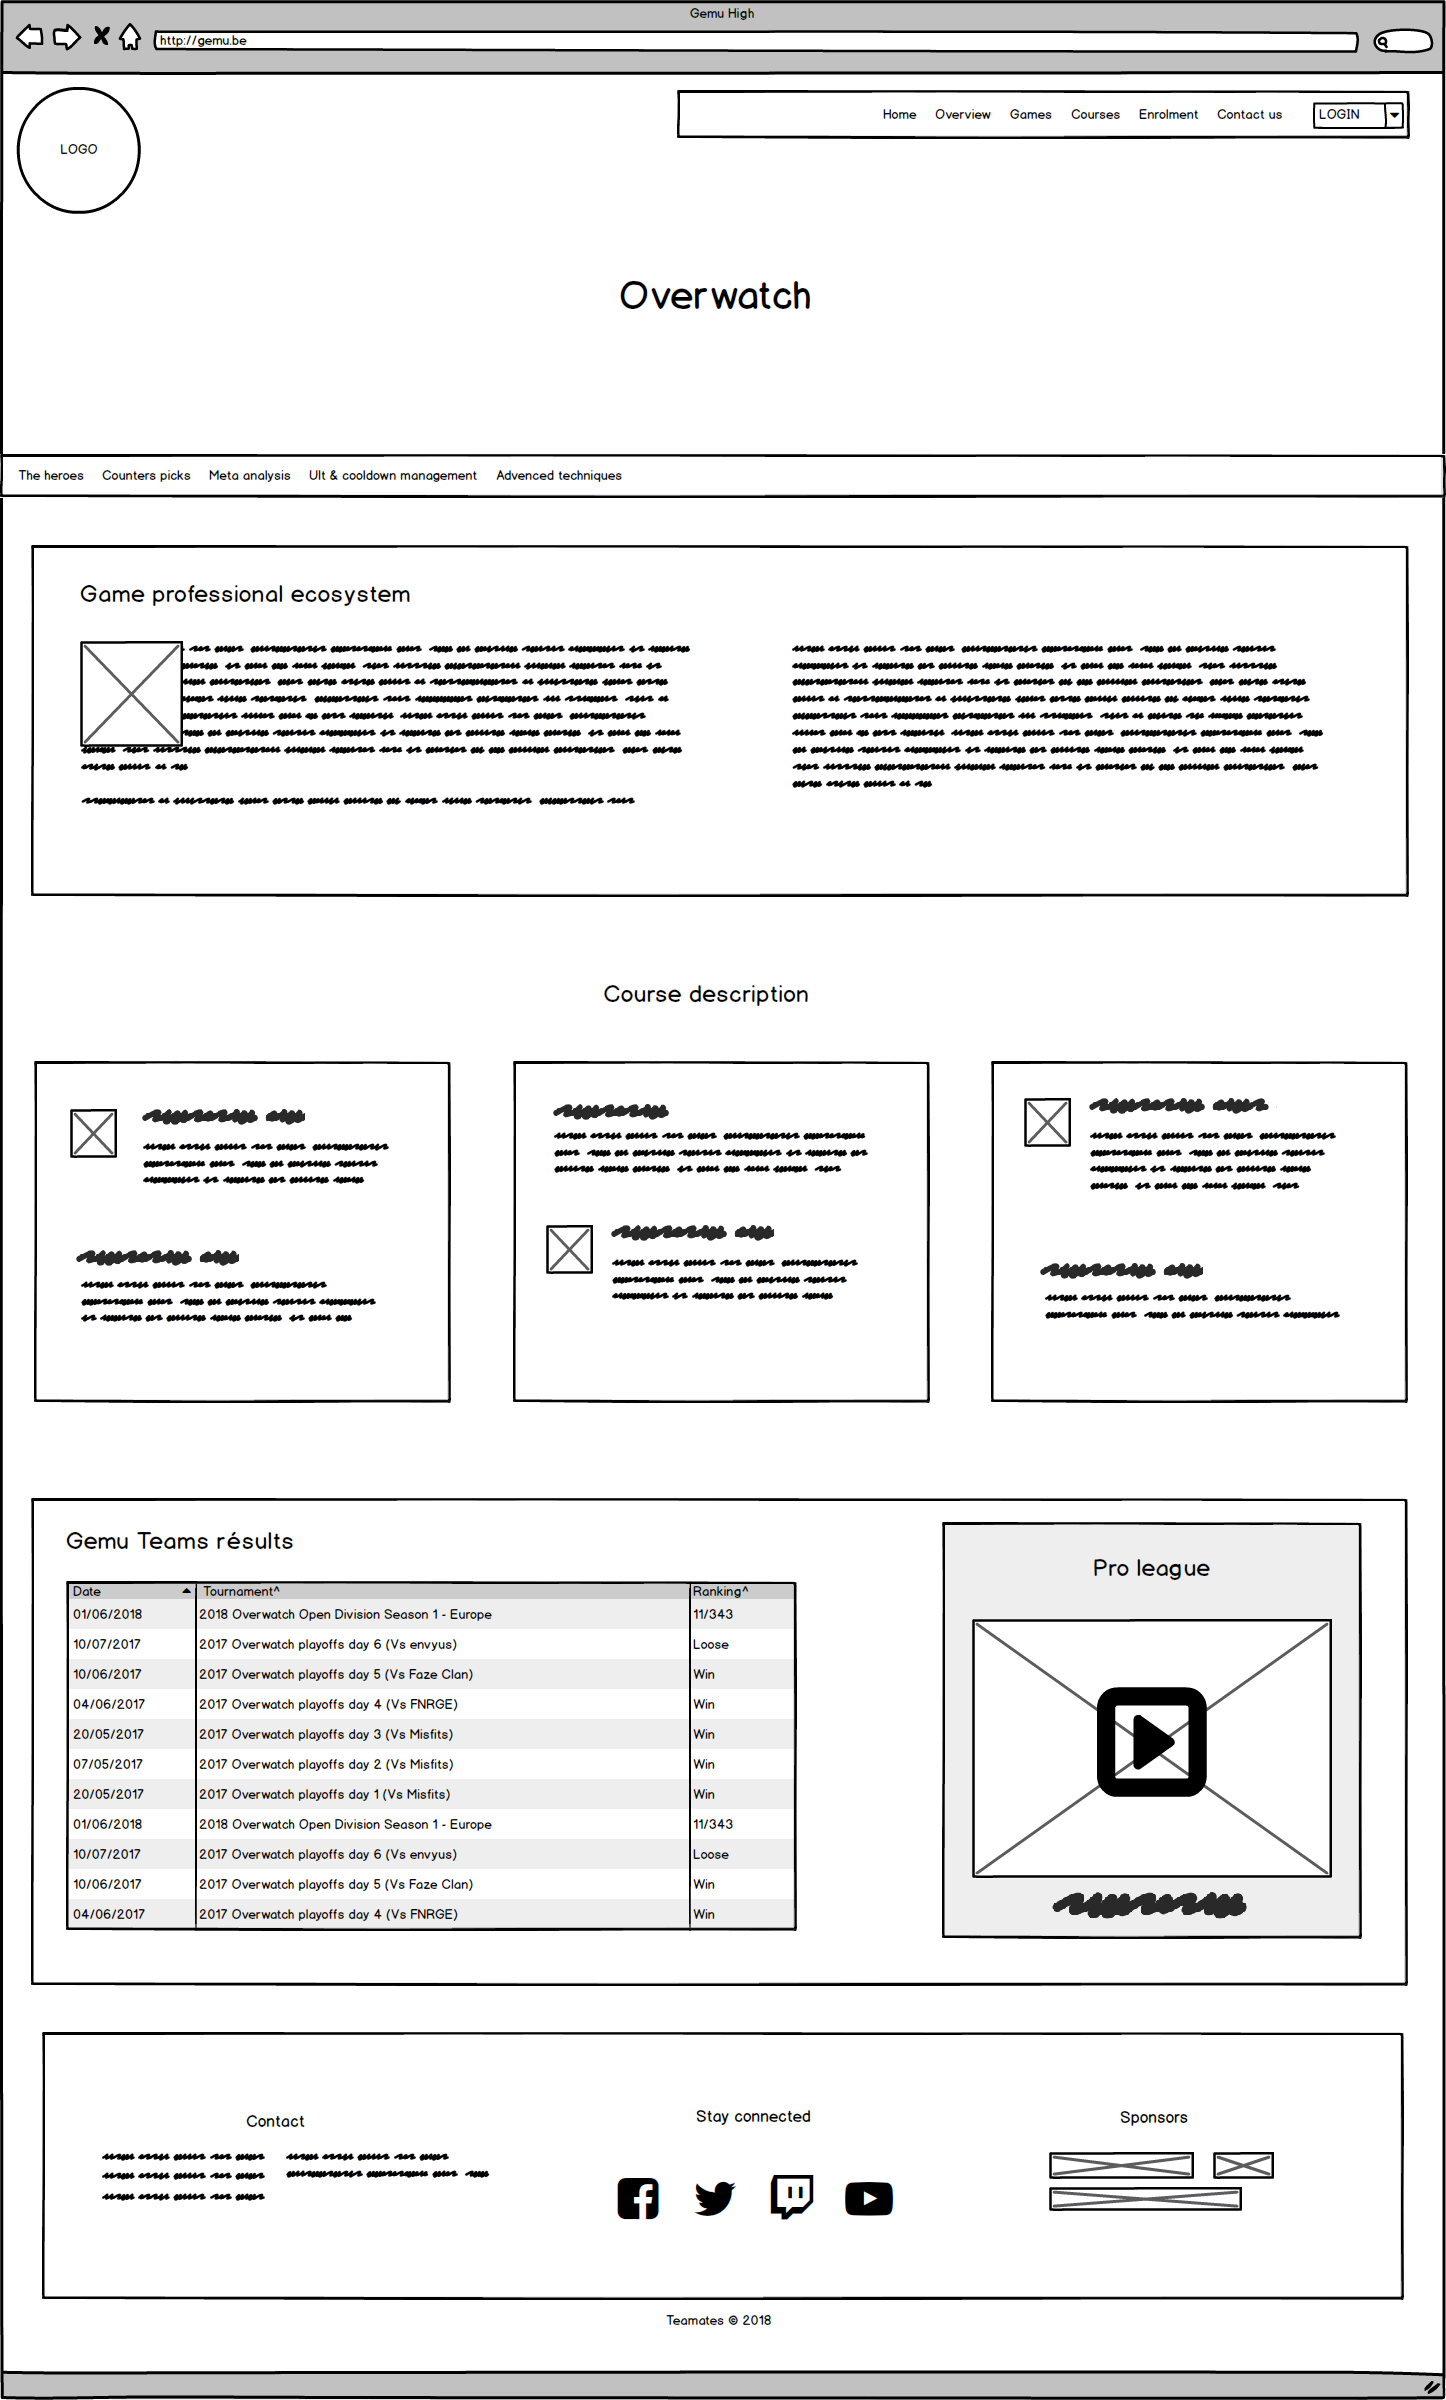 Gemu High
http://gemu.be
LOGO
Home Overview Games Courses Enrolment Contact us LOGIN
Overwatch
The heroes Counters picks Meta analysis Ult & cooldown management Advenced techniques
Game professional ecosystem
Course description
Gemu Teams résults
Date Tournament^ Ranking^
01/06/2018 2018 Overwatch Open Division Season 1 - Europe 11/343
10/07/2017 2017 Overwatch playoffs day 6 (Vs envyus) Loose
10/06/2017 2017 Overwatch playoffs day 5 (Vs Faze Clan) Win
04/06/2017 2017 Overwatch playoffs day 4 (Vs FNRGE) Win
20/05/2017 2017 Overwatch playoffs day 3 (Vs Misfits) Win
07/05/2017 2017 Overwatch playoffs day 2 (Vs Misfits) Win
20/05/2017 2017 Overwatch playoffs day 1 (Vs Misfits) Win
01/06/2018 2018 Overwatch Open Division Season 1 - Europe 11/343
10/07/2017 2017 Overwatch playoffs day 6 (Vs envyus) Loose
10/06/2017 2017 Overwatch playoffs day 5 (Vs Faze Clan) Win
04/06/2017 2017 Overwatch playoffs day 4 (Vs FNRGE) Win
Pro league
Contact
Stay connected
Sponsors
Teamates © 2018